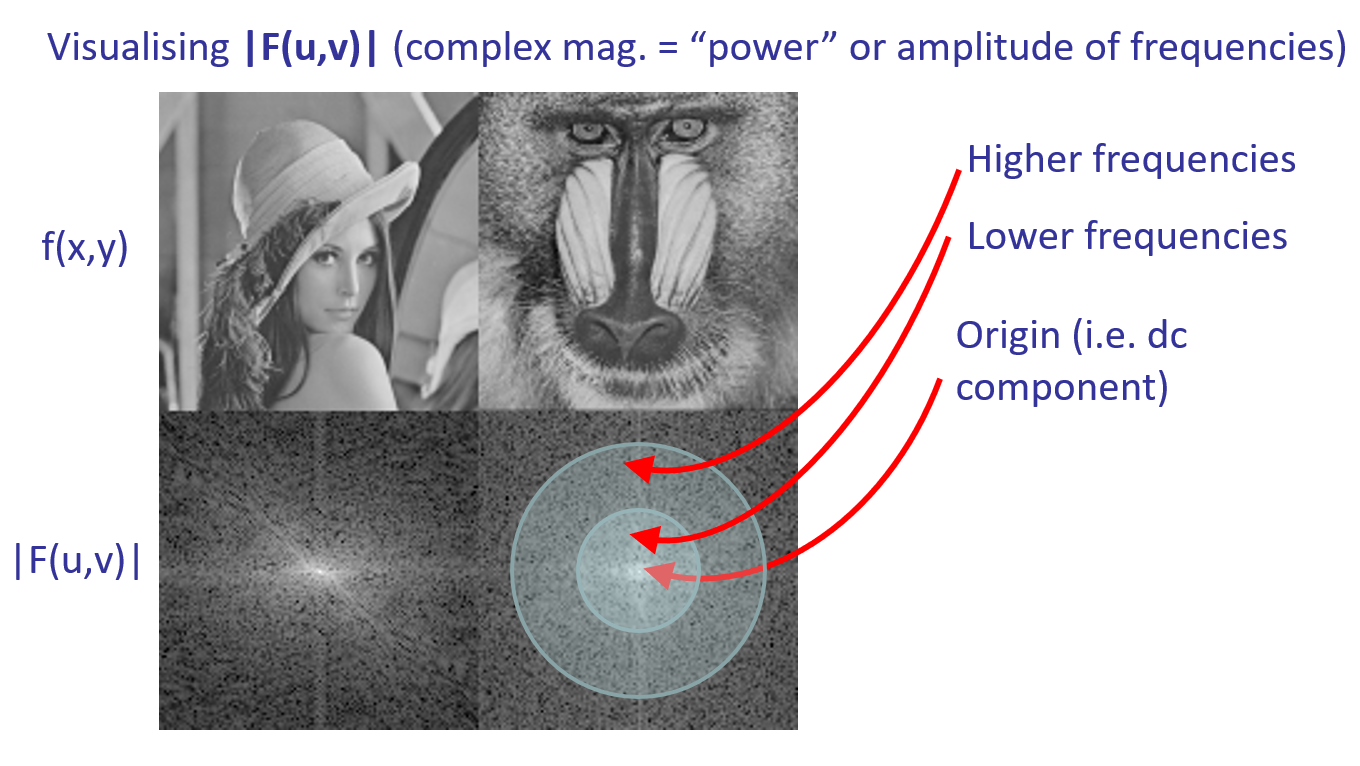 Visualising |F(u,v)| (complex mag. = “power” or amplitude of frequencies)
Higher frequencies
f(x,y)
Lower frequencies
Origin (i.e. dc
component)
|F(u,v)|